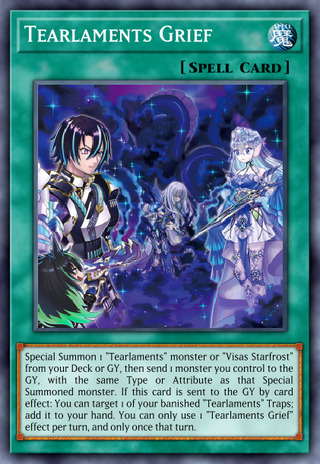 Tearlaments Grief
魔
[ Spell Card ]
Special Summon 1 "Tearlaments" monster or "Visas Starfrost"
from your Deck or GY, then send 1 monster you control to the
GY, with the same Type or Attribute as that Special
Summoned monster. If this card is sent to the GY by card
effect: You can target 1 of your banished "Tearlaments" Traps;
add it to your hand. You can only use 1 "Tearlaments Grief"
effect per turn, and only once that turn.